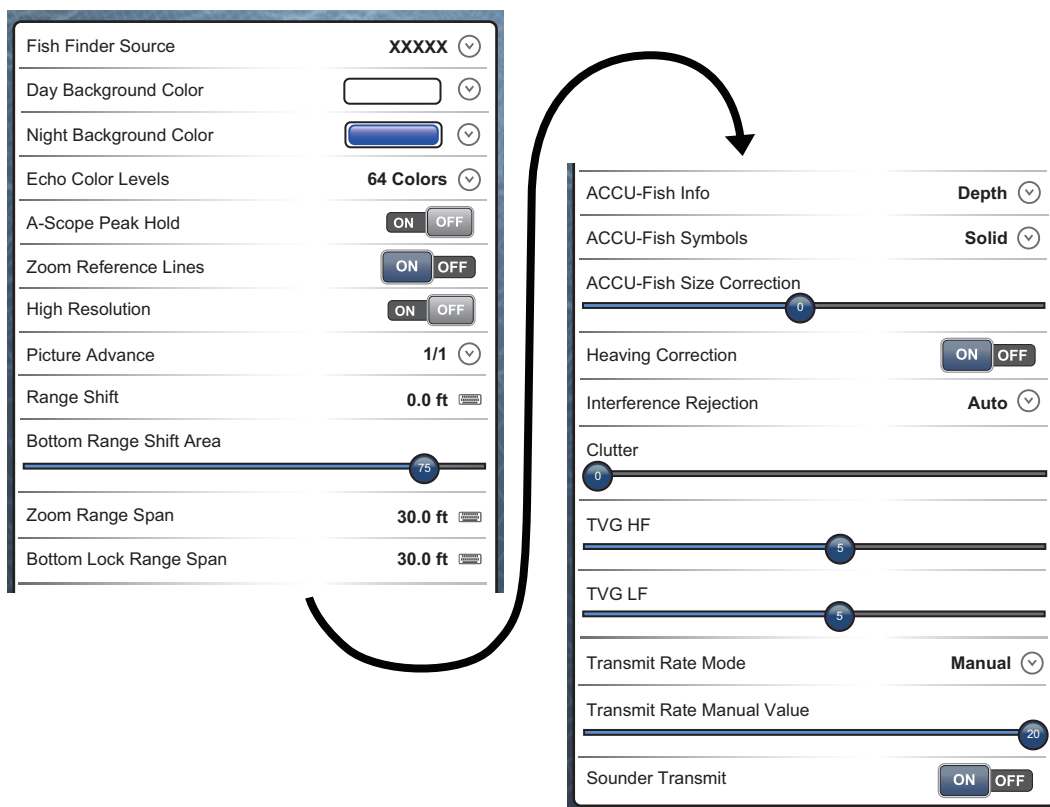 Fish Finder Source XXXXX
Day Background Color
Night Background Color
Echo Color Levels 64 Colors
A-Scope Peak Hold ON OFF
Zoom Reference Lines ON OFF
High Resolution ON OFF
Picture Advance 1/1
Range Shift 0.0 ft
Bottom Range Shift Area
75
Zoom Range Span 30.0 ft
Bottom Lock Range Span 30.0 ft
ACCU-Fish Info Depth
ACCU-Fish Symbols Solid
ACCU-Fish Size Correction
0
Heaving Correction ON OFF
Interference Rejection Auto
Clutter
0
TVG HF
5
TVG LF
5
Transmit Rate Mode Manual
Transmit Rate Manual Value
20
Sounder Transmit ON OFF